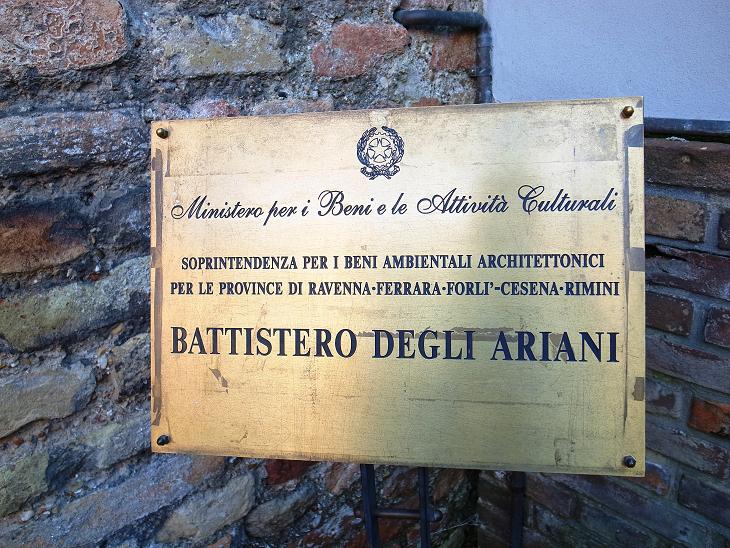 Ministero per i Beni e le Attività Culturali
SOPRINTENDENZA PER I BENI AMBIENTALI ARCHITETTONICI
PER LE PROVINCE DI RAVENNA-FERRARA-FORLI'-CESENA-RIMINI
BATTISTERO DEGLI ARIANI